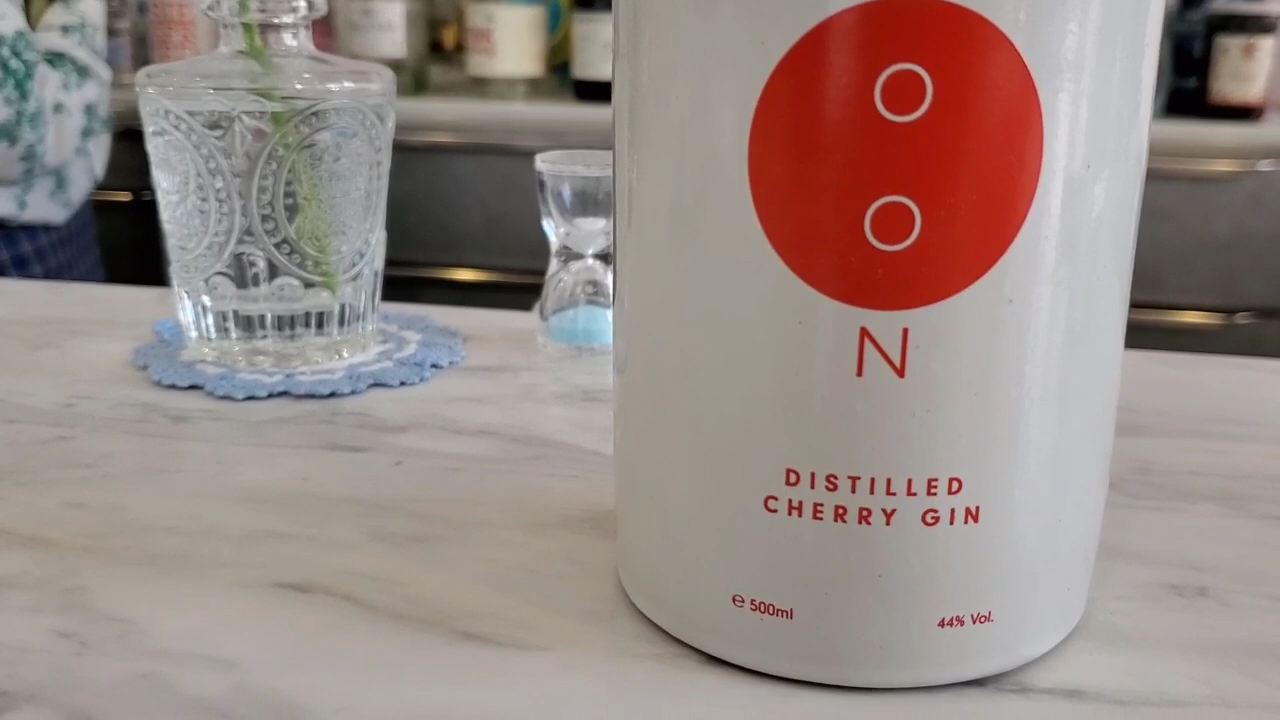 O
O
N
DISTILLED
CHERRY GIN
℮ 500ml
44% Vol.